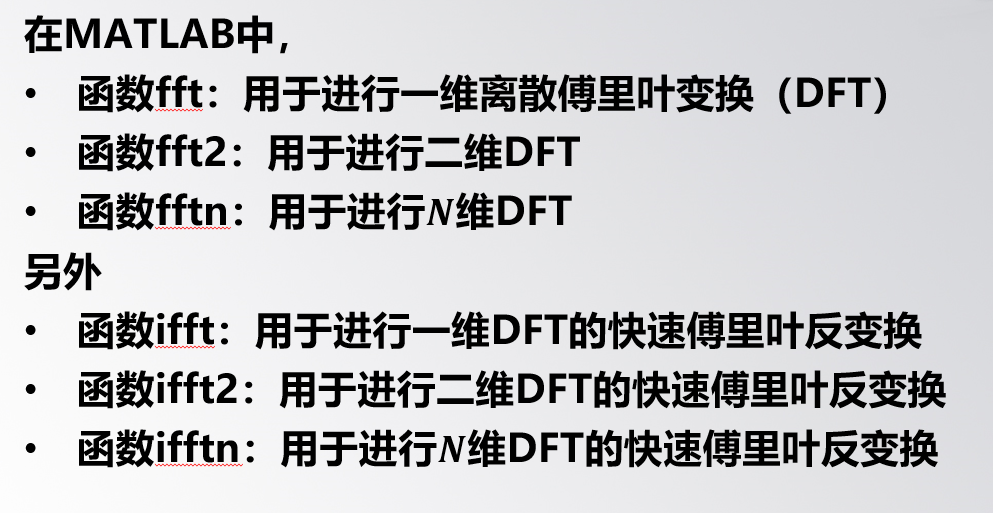 在MATLAB中，
• 函数fft：用于进行一维离散傅里叶变换（DFT）
• 函数fft2：用于进行二维DFT
• 函数fftn：用于进行N维DFT
另外
• 函数ifft：用于进行一维DFT的快速傅里叶反变换
• 函数ifft2：用于进行二维DFT的快速傅里叶反变换
• 函数ifftn：用于进行N维DFT的快速傅里叶反变换